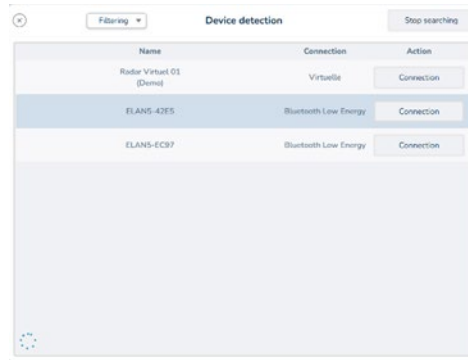 Filtering
Device detection
Stop searching
Name Connection Action
Radar Virtuel 01
(Demo)
Virtuelle Connection
ELAN5-42E5 Bluetooth Low Energy Connection
ELAN5-EC97 Bluetooth Low Energy Connection